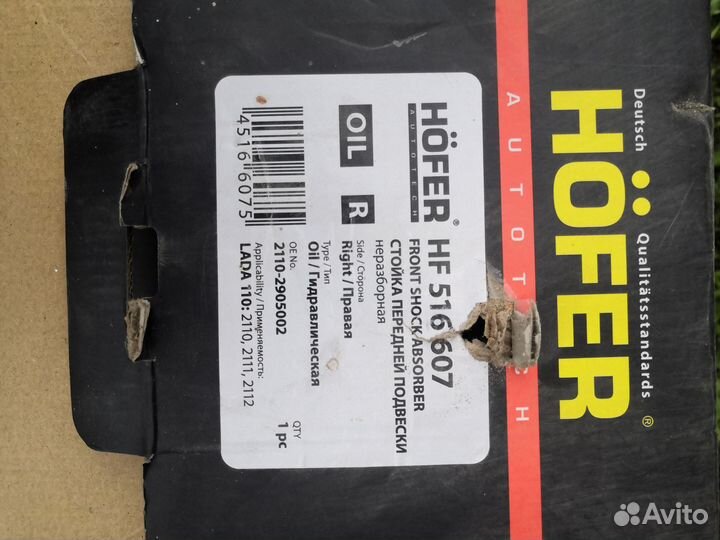 Deutsch Qualitätsstandards
HÖFER®
AUTOTECH
HÖFER® HF 516 607
AUTOTECH
FRONT SHOCK ABSORBER
СТОЙКА ПЕРЕДНЕЙ ПОДВЕСКИ
неразборная
OIL R
Side / Сторона
Right / Правая
Type / Тип
Oil / Гидравлическая
OE No.
2110-2905002
QTY
1 pc
Applicability / Применяемость:
LADA 110: 2110, 2111, 2112
45166075
Avito